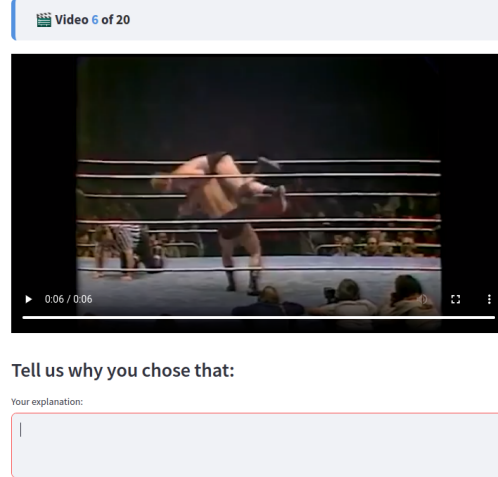 🎬 Video 6 of 20
0:06 / 0:06
Tell us why you chose that:
Your explanation: